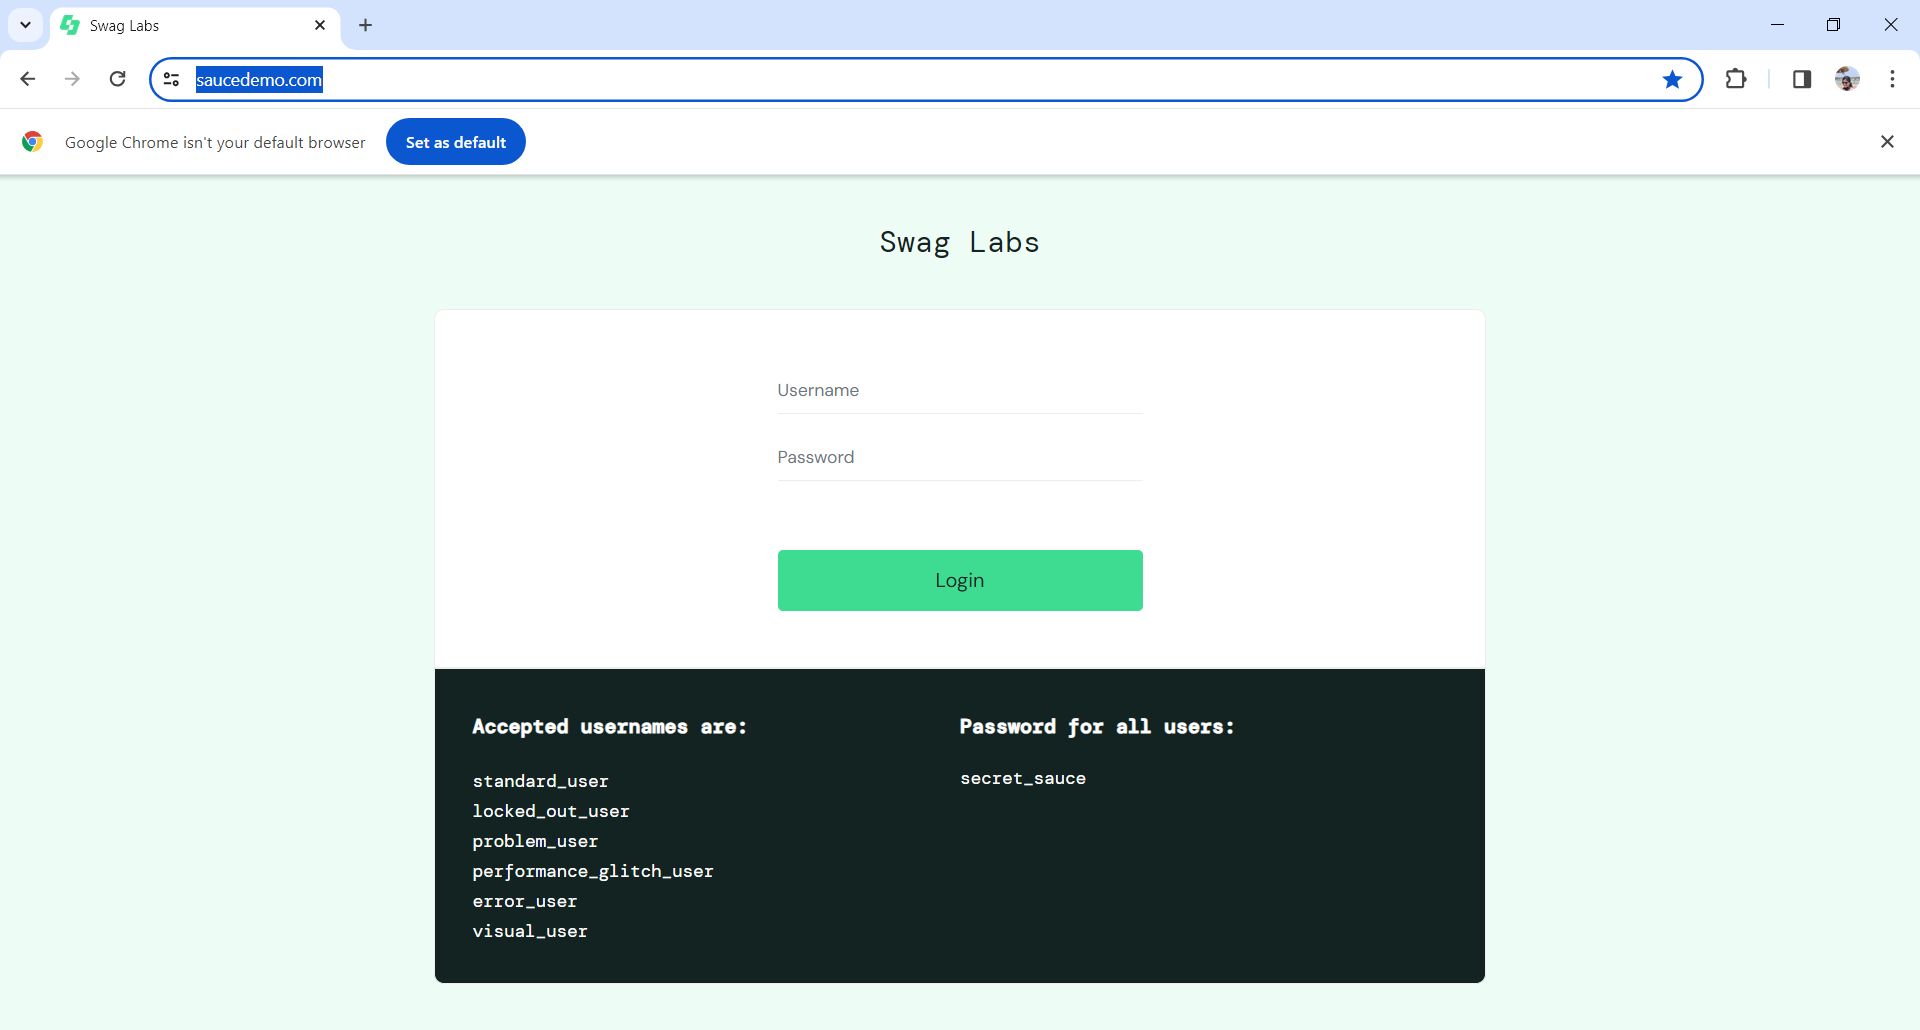 Swag Labs
saucedemo.com
Google Chrome isn't your default browser
Set as default
Swag Labs
Username
Password
Login
Accepted usernames are:
standard_user
locked_out_user
problem_user
performance_glitch_user
error_user
visual_user
Password for all users:
secret_sauce